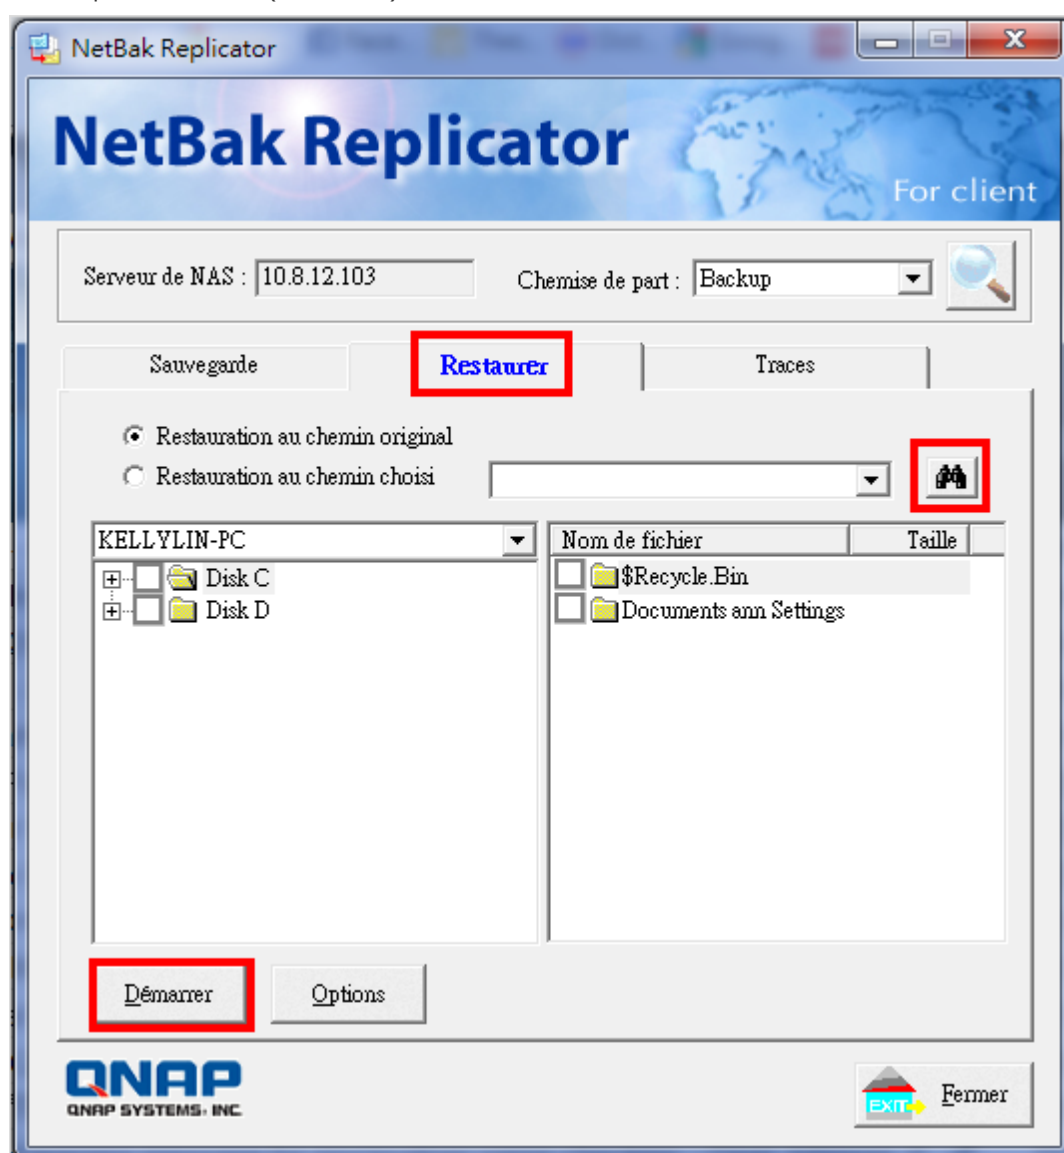 NetBak Replicator
NetBak Replicator
For client
Serveur de NAS : 10.8.12.103 Chemise de part : Backup
Sauvegarde Restaurer Traces
Restauration au chemin original
Restauration au chemin choisi
KELLYLIN-PC Nom de fichier Taille
Disk C $Recycle.Bin
Disk D Documents ann Settings
Démarrer Options
QNAP
QNAP SYSTEMS, INC.
EXIT Fermer